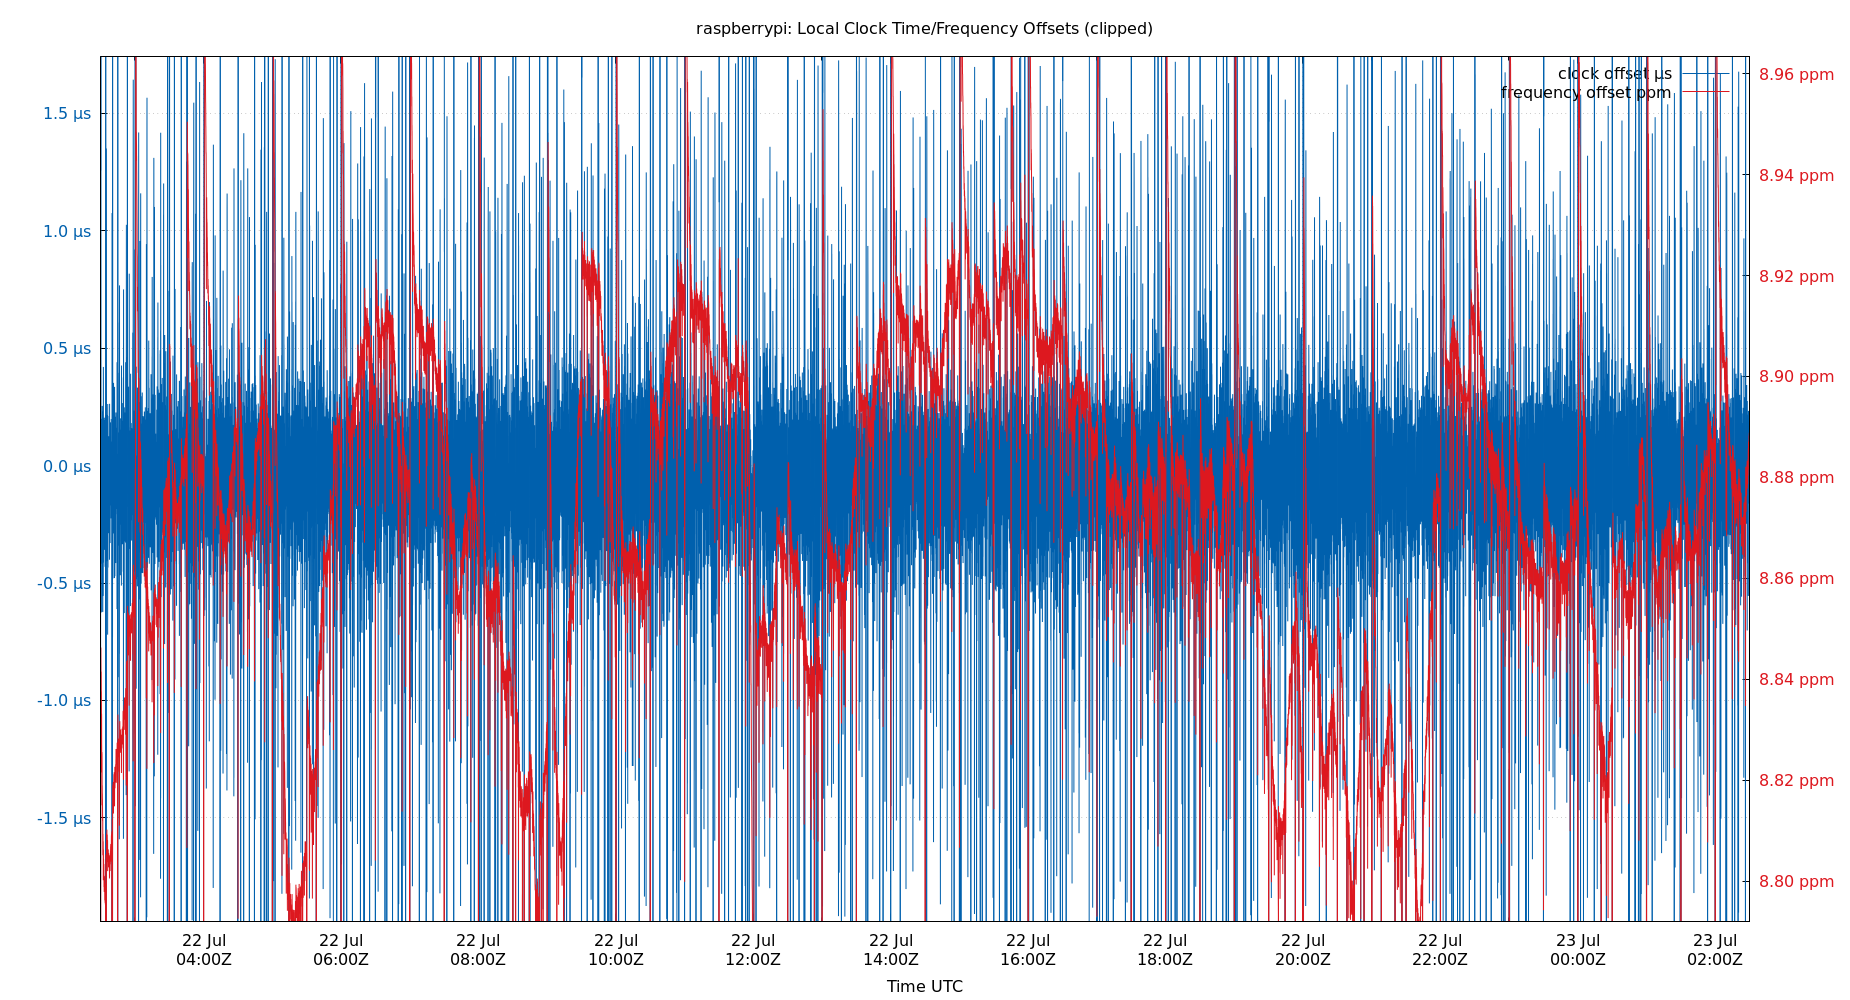 raspberrypi: Local Clock Time/Frequency Offsets (clipped)
clock offset µs
frequency offset ppm
1.5 µs
1.0 µs
0.5 µs
0.0 µs
-0.5 µs
-1.0 µs
-1.5 µs
8.96 ppm
8.94 ppm
8.92 ppm
8.90 ppm
8.88 ppm
8.86 ppm
8.84 ppm
8.82 ppm
8.80 ppm
22 Jul 22 Jul 22 Jul 22 Jul 22 Jul 22 Jul 22 Jul 22 Jul 22 Jul 22 Jul 23 Jul 23 Jul
04:00Z 06:00Z 08:00Z 10:00Z 12:00Z 14:00Z 16:00Z 18:00Z 20:00Z 22:00Z 00:00Z 02:00Z
Time UTC